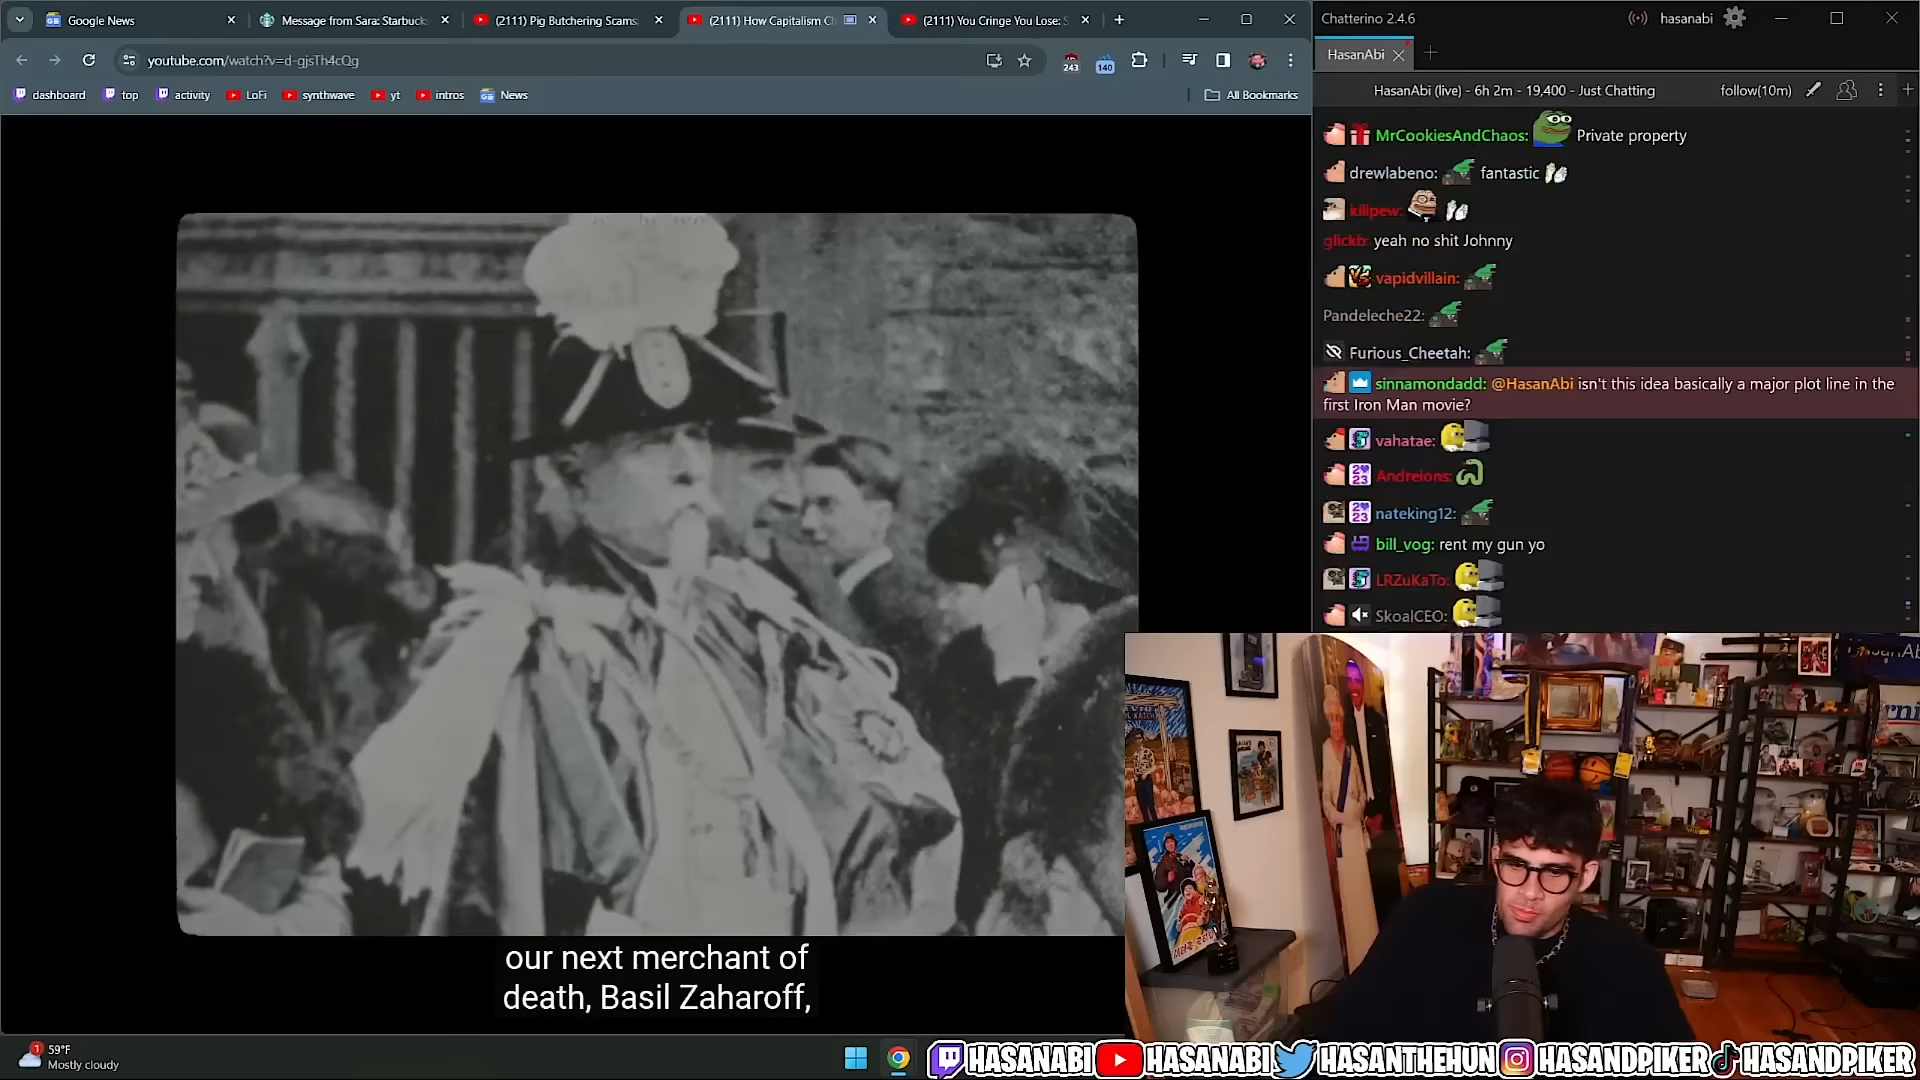 Google News
Message from Sara: Starbuck
(2111) Pig Butchering Scams
(2111) How Capitalism Ch
(2111) You Cringe You Lose: S
youtube.com/watch?v=d-gjsTh4cQg
243
140
dashboard
top
activity
LoFi
synthwave
yt
intros
News
All Bookmarks
our next merchant of
death, Basil Zaharoff,
Chatterino 2.4.6
hasanabi
HasanAbi
HasanAbi (live) - 6h 2m - 19,400 - Just Chatting
follow(10m)
MrCookiesAndChaos: Private property
drewlabeno: fantastic
killpew:
glickb: yeah no shit Johnny
vapidvillain:
Pandeleche22:
Furious_Cheetah:
sinnamondadd: @HasanAbi isn't this idea basically a major plot line in the
first Iron Man movie?
vahatae:
Andreions:
nateking12:
bill_vog: rent my gun yo
LRZuKaTo:
SkoalCEO:
1
59°F
Mostly cloudy
HASANABI
HASANABI
HASANTHEHUN
HASANDPIKER
HASANDPIKER